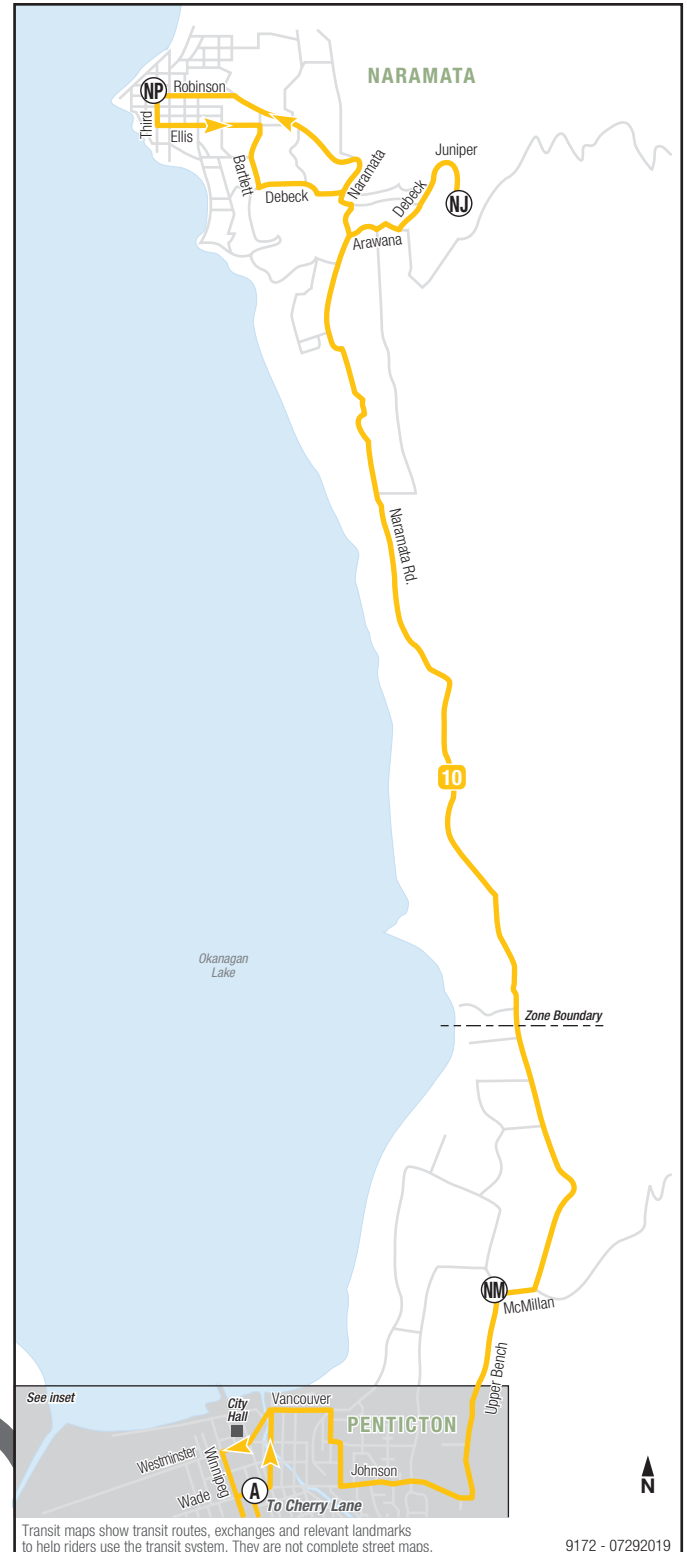 NARAMATA
NP
Robinson
Third
Ellis
Juniper
Bartlett
Naramata
Debeck
Debeck
NJ
Arawana
Naramata Rd.
10
Okanagan
Lake
Zone Boundary
NM
McMillan
Upper Bench
See inset
City
Hall
Vancouver
PENTICTON
Westminster
Winnipeg
Johnson
Wade
A
To Cherry Lane
N
Transit maps show transit routes, exchanges and relevant landmarks
to help riders use the transit system. They are not complete street maps.
9172 - 07292019